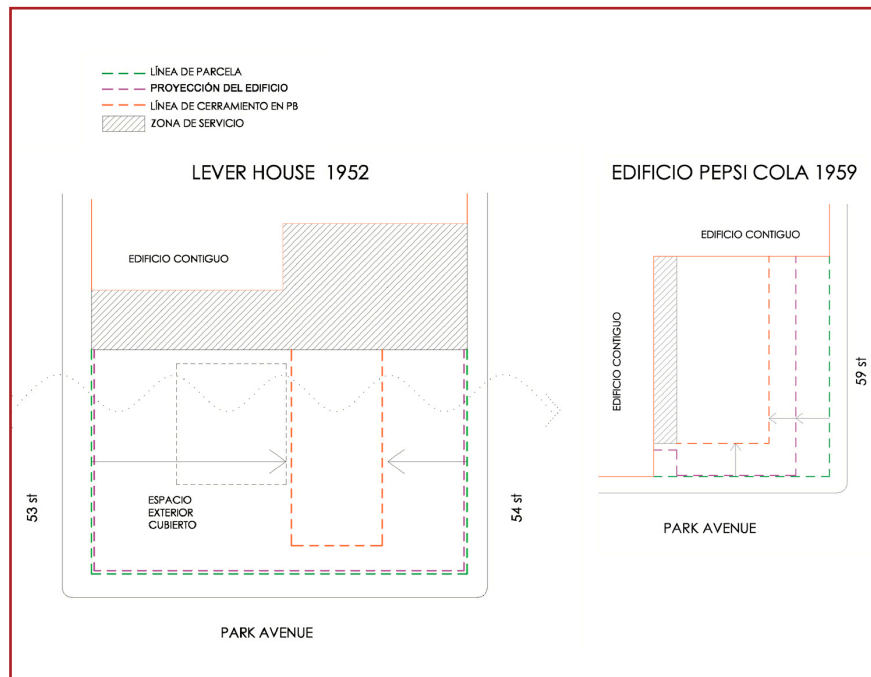 LÍNEA DE PARCELA
PROYECCIÓN DEL EDIFICIO
LÍNEA DE CERRAMIENTO EN PB
ZONA DE SERVICIO
LEVER HOUSE 1952
EDIFICIO CONTIGUO
53 st
ESPACIO
EXTERIOR
CUBIERTO
54 st
PARK AVENUE
EDIFICIO PEPSI COLA 1959
EDIFICIO CONTIGUO
EDIFICIO CONTIGUO
59 st
PARK AVENUE